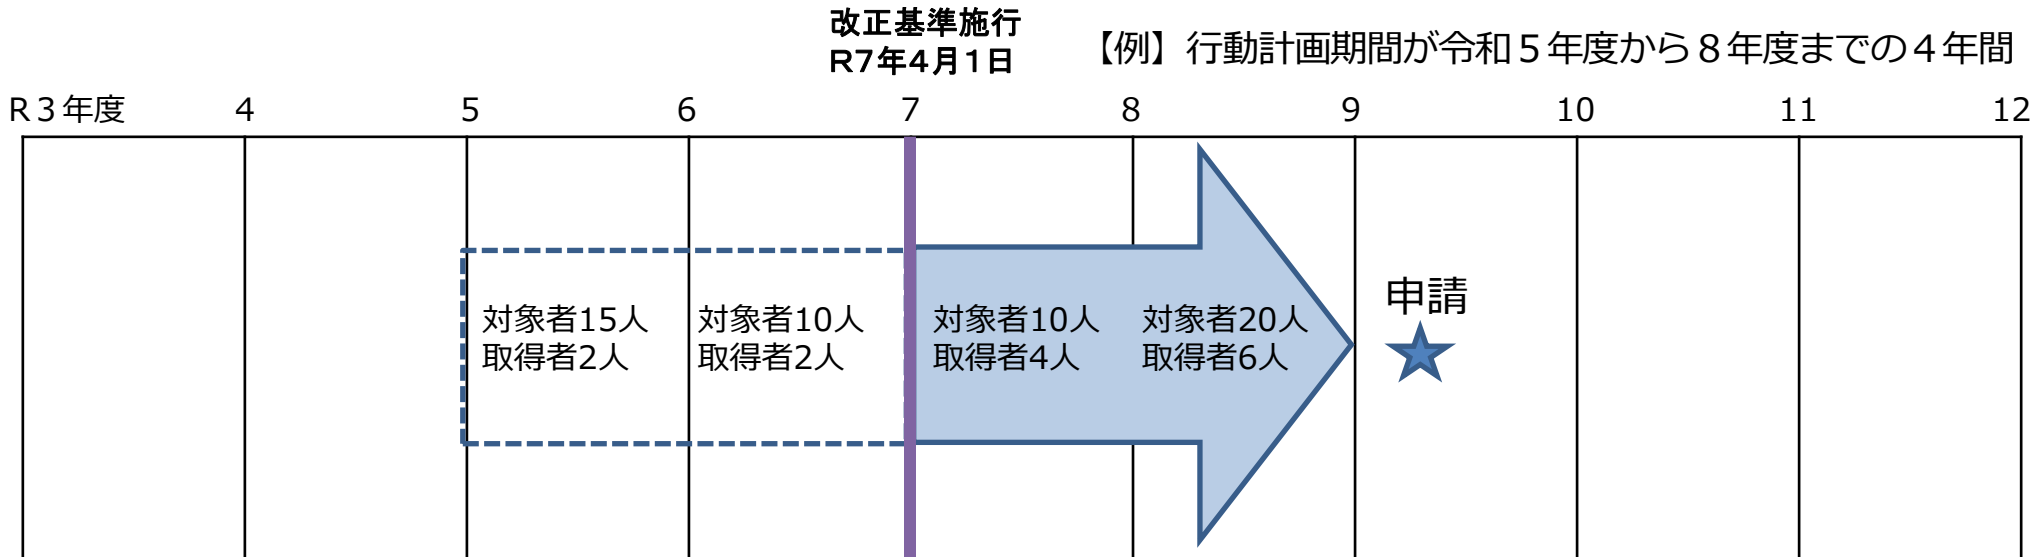 改正基準施行
R7年4月1日
【例】行動計画期間が令和５年度から８年度までの４年間
R３年度 4 5 6 7 8 9 10 11 12
対象者15人
取得者2人
対象者10人
取得者2人
対象者10人
取得者4人
対象者20人
取得者6人
申請